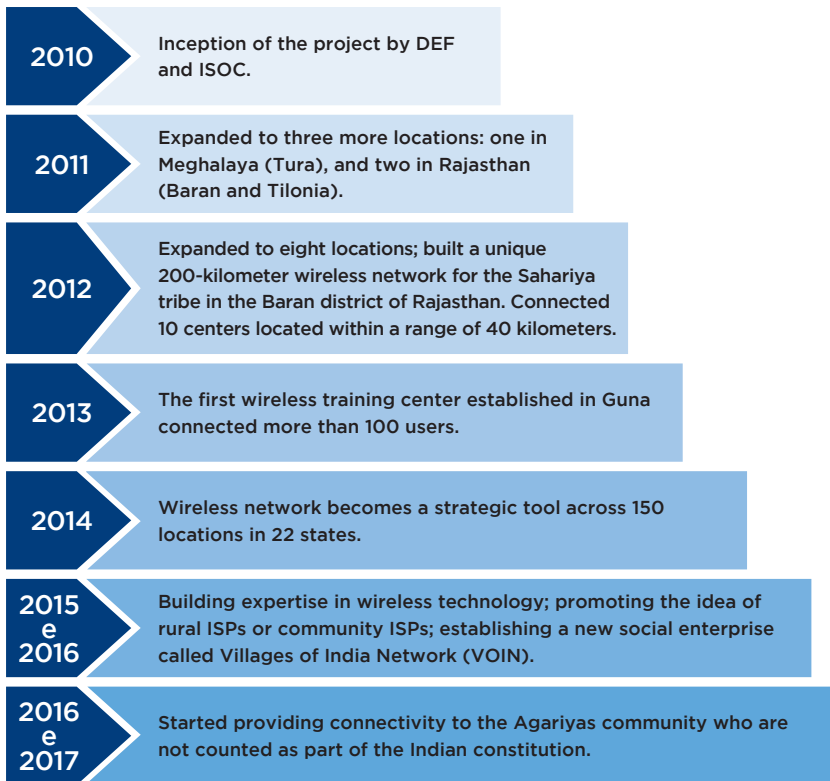 2010
Inception of the project by DEF
and ISOC.
2011
Expanded to three more locations: one in
Meghalaya (Tura), and two in Rajasthan
(Baran and Tilonia).
2012
Expanded to eight locations; built a unique
200-kilometer wireless network for the Sahariya
tribe in the Baran district of Rajasthan. Connected
10 centers located within a range of 40 kilometers.
2013
The first wireless training center established in Guna
connected more than 100 users.
2014
Wireless network becomes a strategic tool across 150
locations in 22 states.
2015
e
2016
Building expertise in wireless technology; promoting the idea of
rural ISPs or community ISPs; establishing a new social enterprise
called Villages of India Network (VOIN).
2016
e
2017
Started providing connectivity to the Agariyas community who are
not counted as part of the Indian constitution.